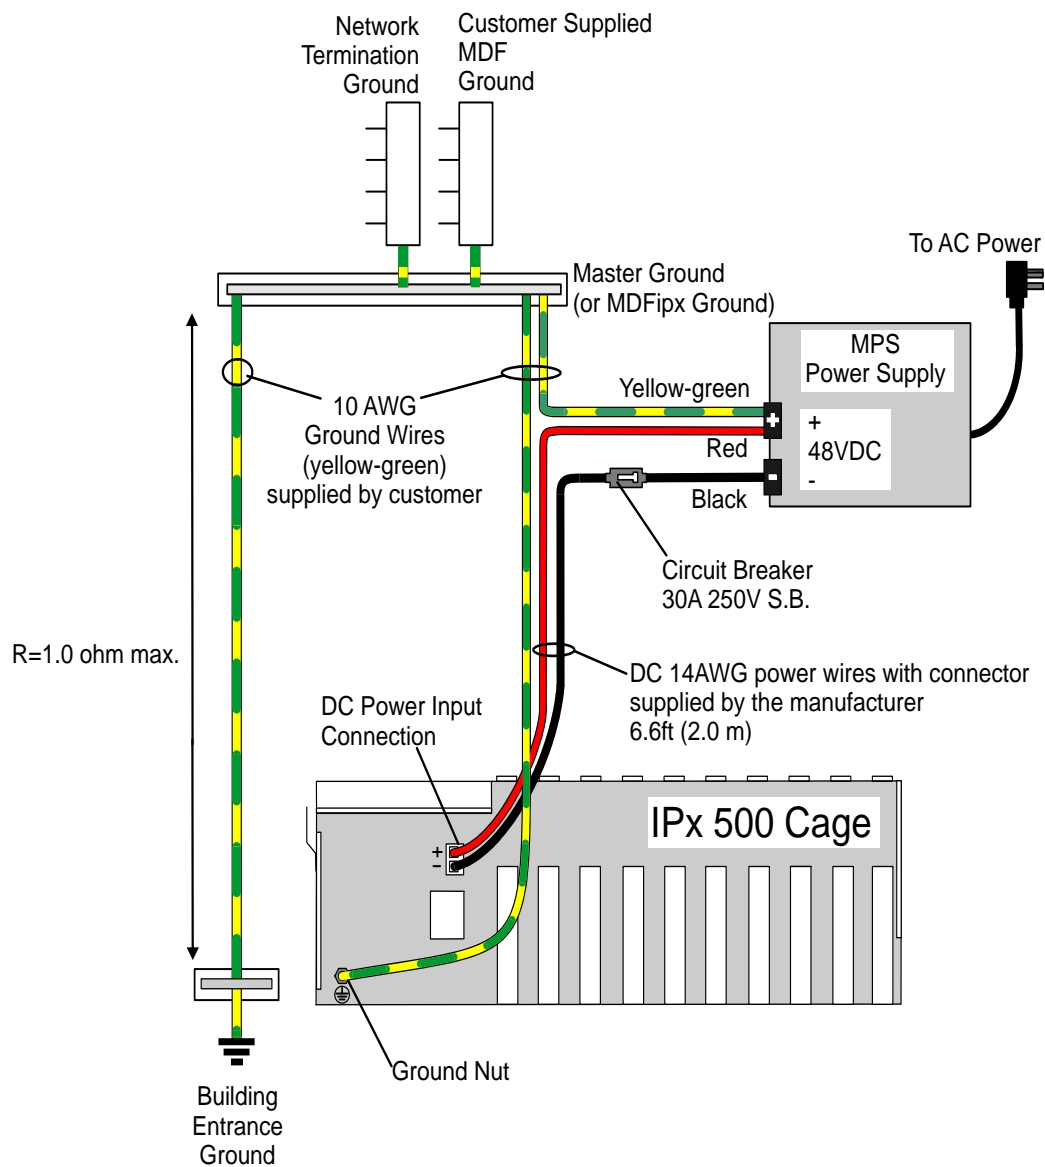 Network
Termination
Ground
Customer Supplied
MDF
Ground
To AC Power
Master Ground
(or MDFipx Ground)
MPS
Power Supply
Yellow-green
+
+
48VDC
-
-
Red
Black
10 AWG
Ground Wires
(yellow-green)
supplied by customer
Circuit Breaker
30A 250V S.B.
R=1.0 ohm max.
DC 14AWG power wires with connector
supplied by the manufacturer
6.6ft (2.0 m)
DC Power Input
Connection
IPx 500 Cage
+
-
Ground Nut
Building
Entrance
Ground